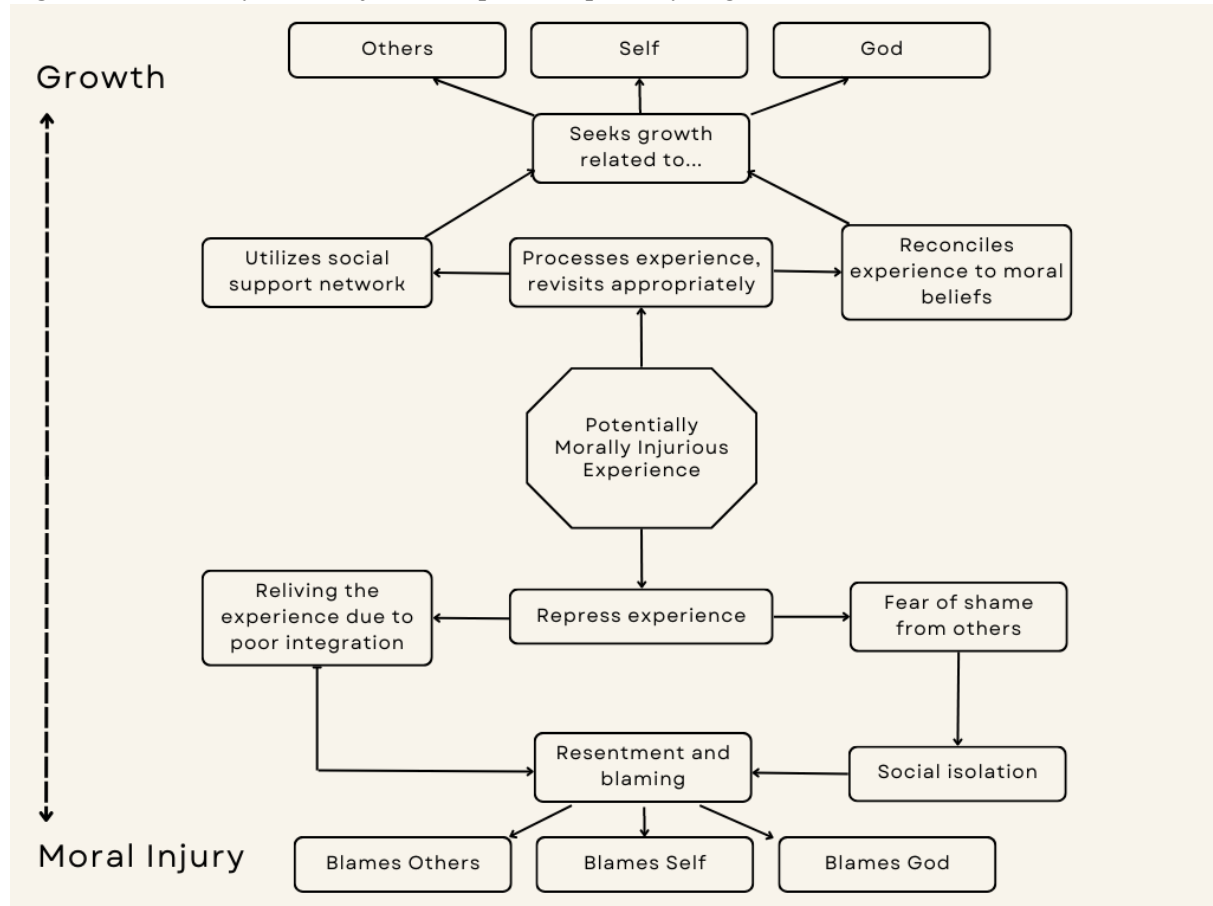 Others
Self
God
Growth
Seeks growth
related to...
Utilizes social
support network
Processes experience,
revisits appropriately
Reconciles
experience to moral
beliefs
Potentially
Morally Injurious
Experience
Reliving the
experience due to
poor integration
Repress experience
Fear of shame
from others
Resentment and
blaming
Social isolation
Moral Injury
Blames Others
Blames Self
Blames God